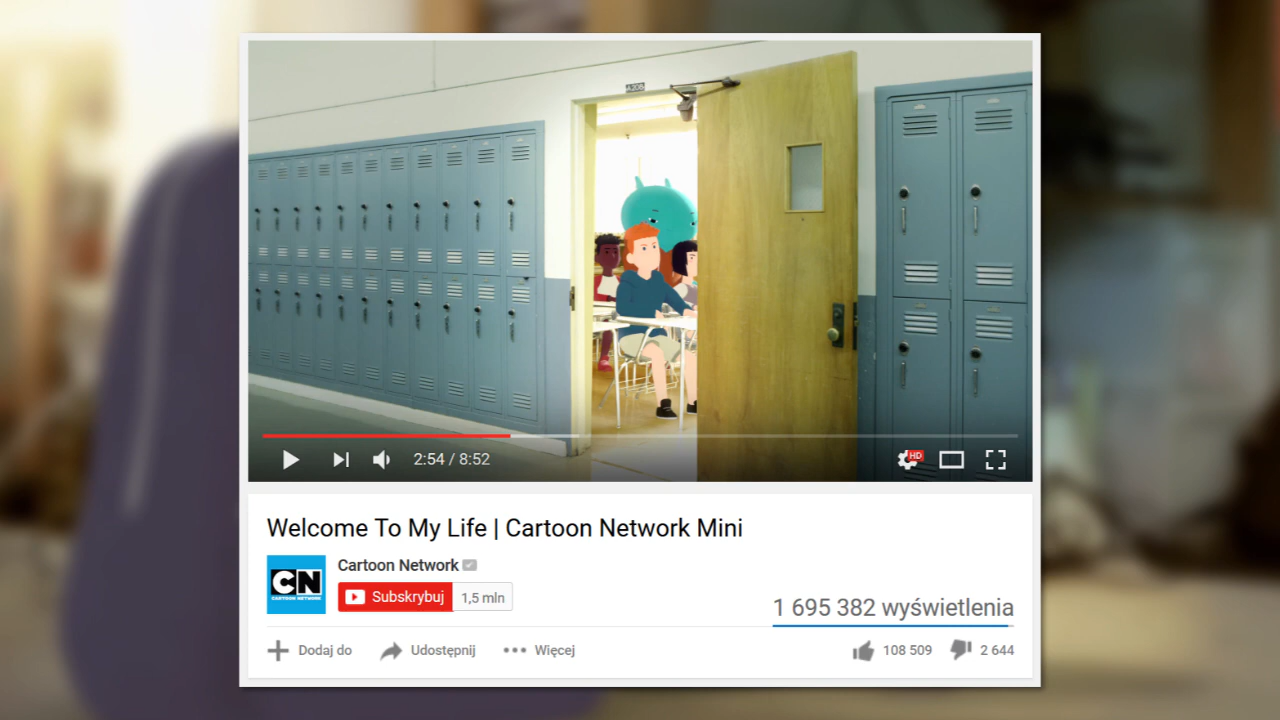 HD
2:54 / 8:52
Welcome To My Life | Cartoon Network Mini
CN
CARTOON NETWORK
Cartoon Network
Subskrybuj 1,5 mln
1 695 382 wyświetlenia
Dodaj do Udostępnij Więcej
108 509 2 644